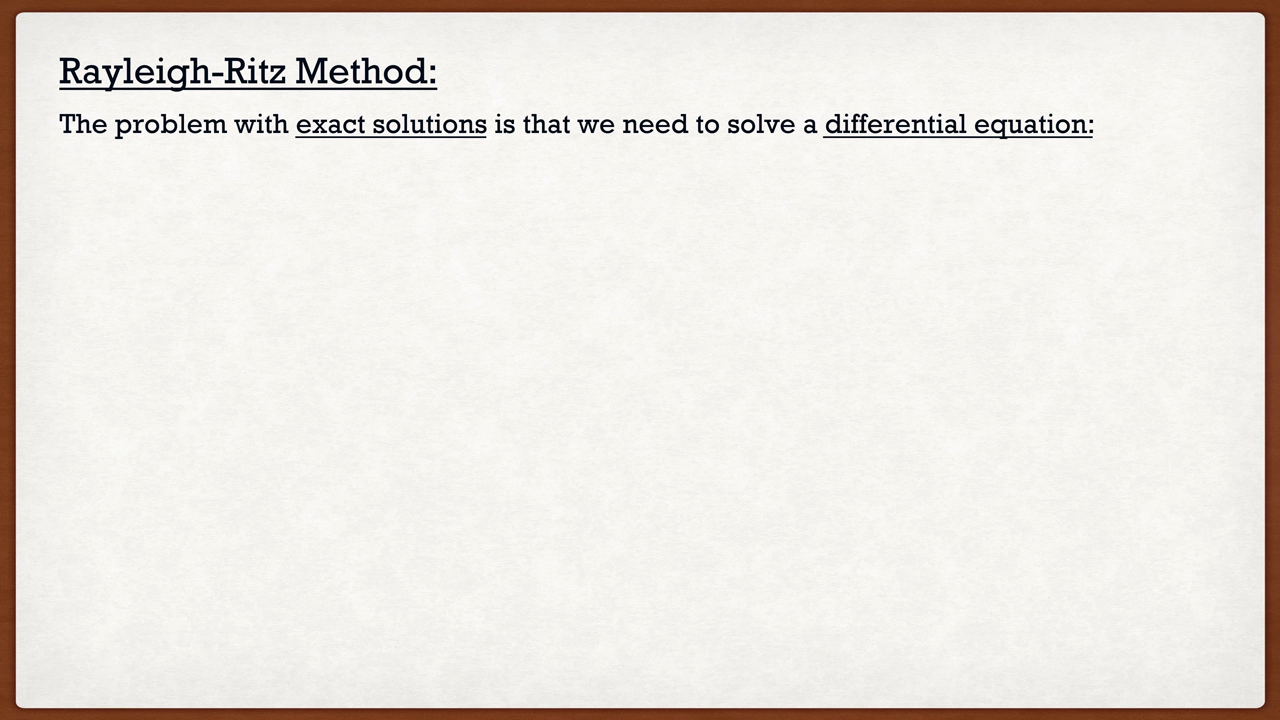 Rayleigh-Ritz Method:
The problem with exact solutions is that we need to solve a differential equation: